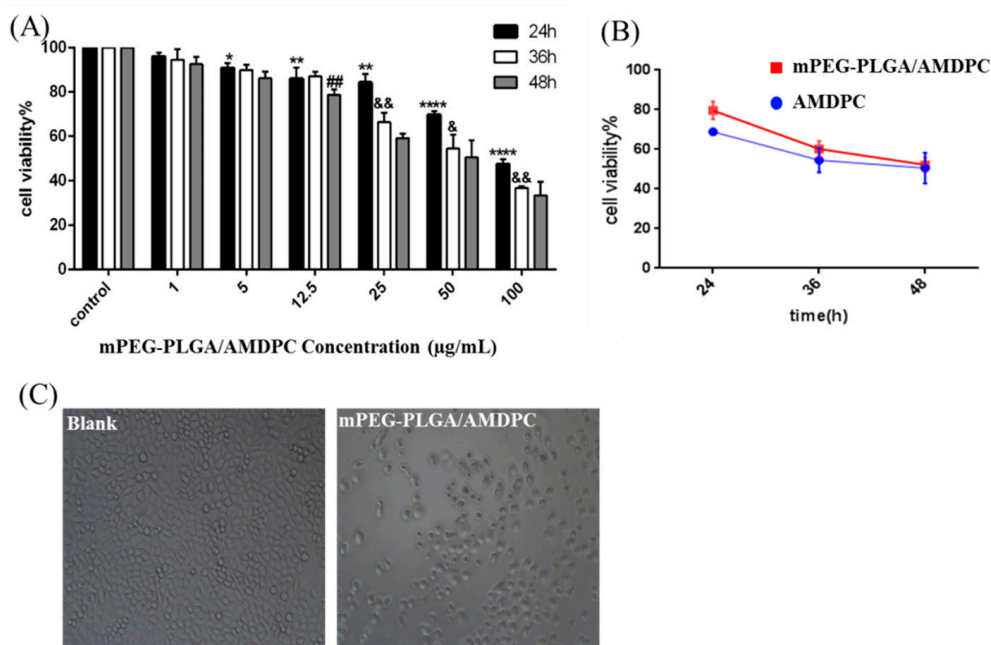 (A)
cell viability%
100
80
60
40
20
0
24h
36h
48h
*
**
##
**
&&
****
&
****
&&
control
1
5
12.5
25
50
100
mPEG-PLGA/AMDPC Concentration (μg/mL)
(B)
cell viability%
100
80
60
40
20
0
mPEG-PLGA/AMDPC
AMDPC
24
36
48
time(h)
(C)
Blank
mPEG-PLGA/AMDPC